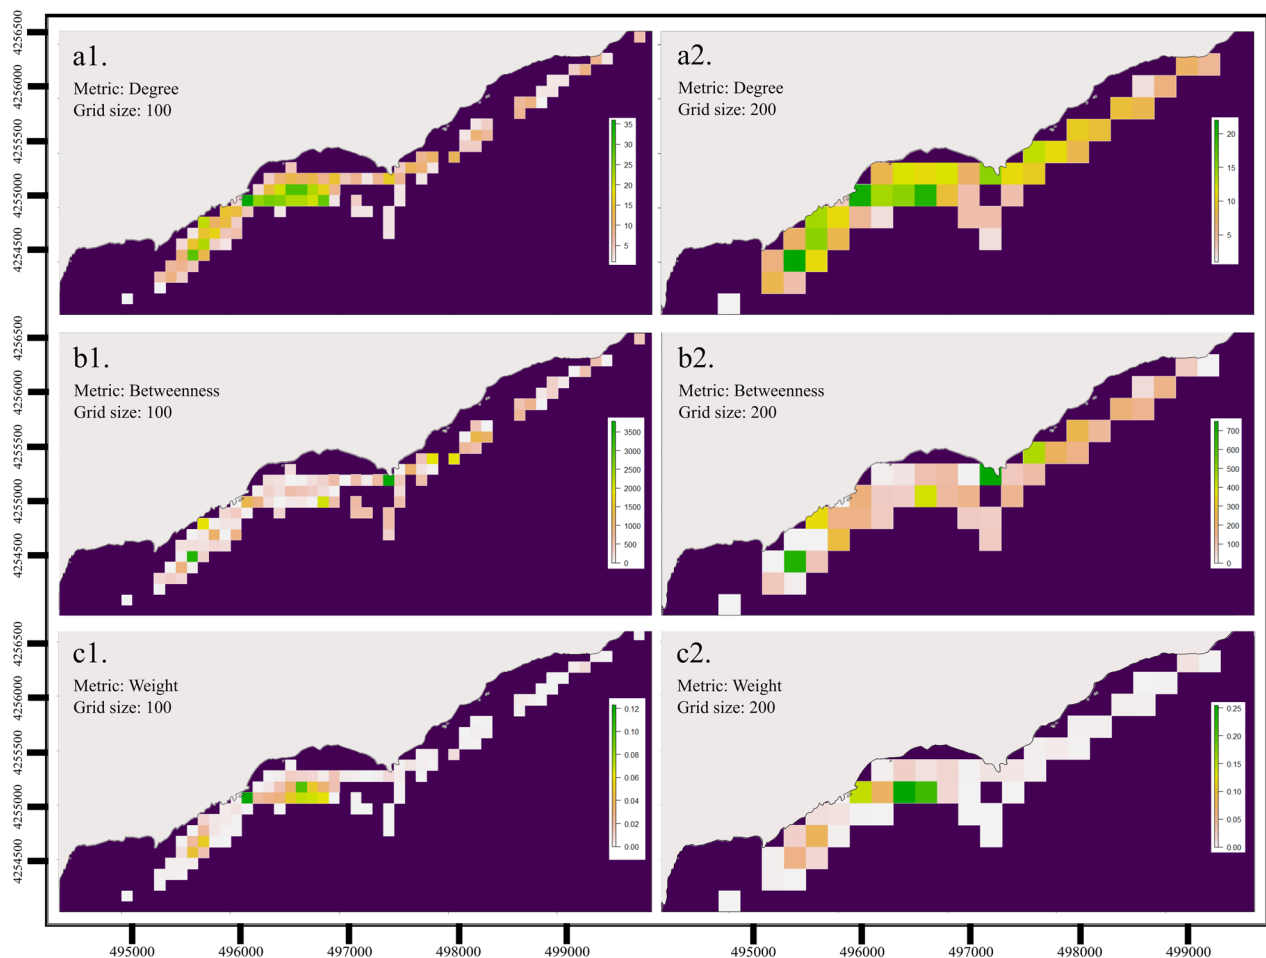 4256500
4256000
4255500
4255000
4254500
a1.
Metric: Degree
Grid size: 100
35
30
25
20
15
10
5
a2.
Metric: Degree
Grid size: 200
20
15
10
5
4256500
4256000
4255500
4255000
4254500
b1.
Metric: Betweenness
Grid size: 100
3500
3000
2500
2000
1500
1000
500
0
b2.
Metric: Betweenness
Grid size: 200
700
600
500
400
300
200
100
0
4256500
4256000
4255500
4255000
4254500
c1.
Metric: Weight
Grid size: 100
0.12
0.10
0.08
0.06
0.04
0.02
0.00
c2.
Metric: Weight
Grid size: 200
0.25
0.20
0.15
0.10
0.05
0.00
495000 496000 497000 498000 499000
495000 496000 497000 498000 499000